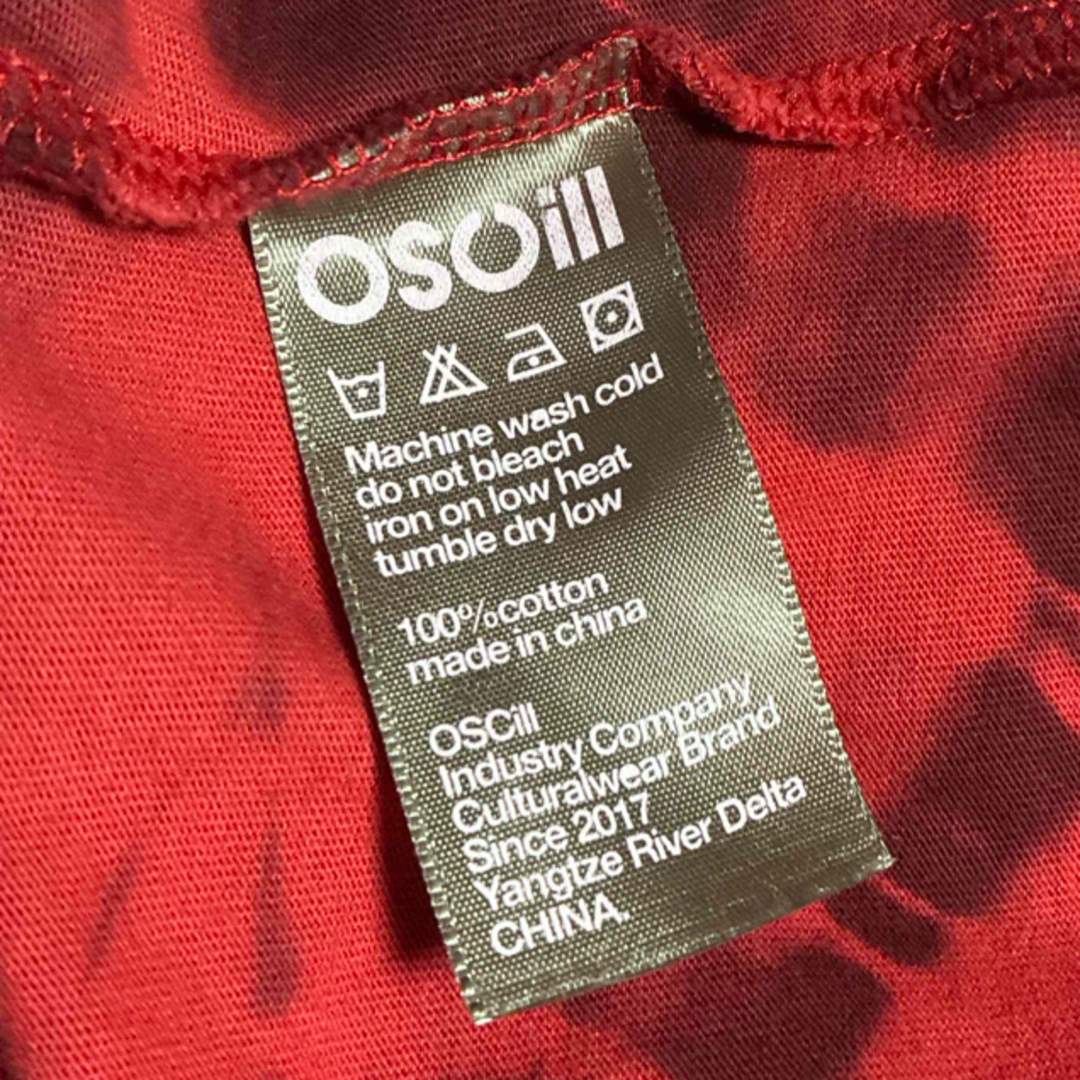 OSCill
Machine wash cold
do not bleach
iron on low heat
tumble dry low
100%cotton
made in china
OSCill
Industry Company
Culturalwear Brand
Since 2017
Yangtze River Delta
CHINA.